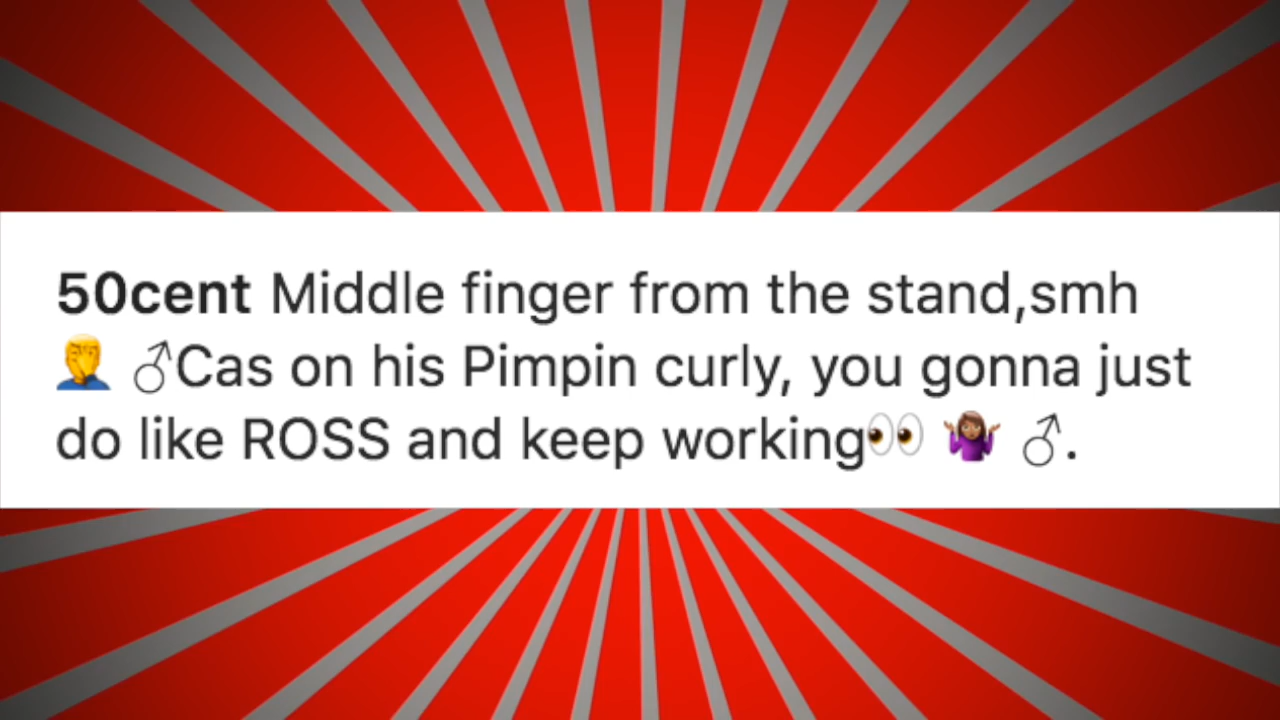 50cent Middle finger from the stand,smh
🤦 ♂Cas on his Pimpin curly, you gonna just
do like ROSS and keep working👀 🤷🏽‍♀️ ♂.